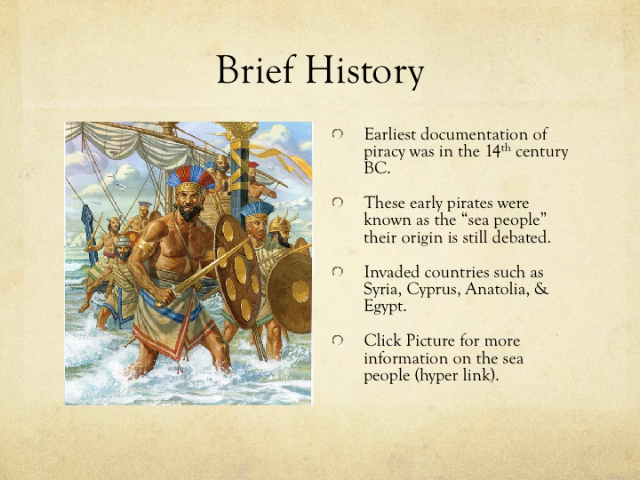 Brief History
Earliest documentation of
piracy was in the 14th century
BC.
These early pirates were
known as the “sea people”
their origin is still debated.
Invaded countries such as
Syria, Cyprus, Anatolia, &
Egypt.
Click Picture for more
information on the sea
people (hyper link).